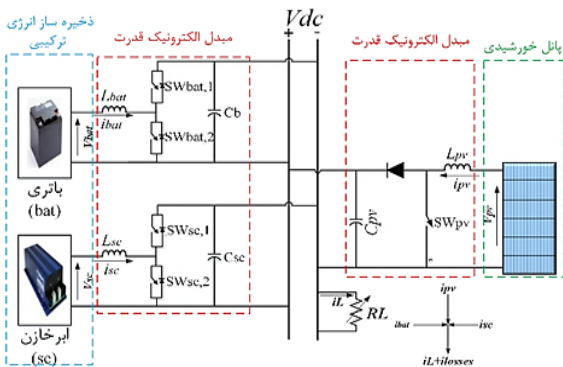 ذخیره ساز انرژی
ترکیبی
مبدل الکترونیک قدرت
Vdc
+ -
مبدل الکترونیک قدرت
پانل خورشیدی
Lbat
ibat
Vbat
SWbat,1
SWbat,2
Cb
باتری
(bat)
Lsc
isc
Vsc
SWsc,1
SWsc,2
Csc
ابرخازن
(sc)
Lpv
ipv
Vpv
SWpv
Cpv
iL
RL
ipv
ibat
isc
iL+ilosses